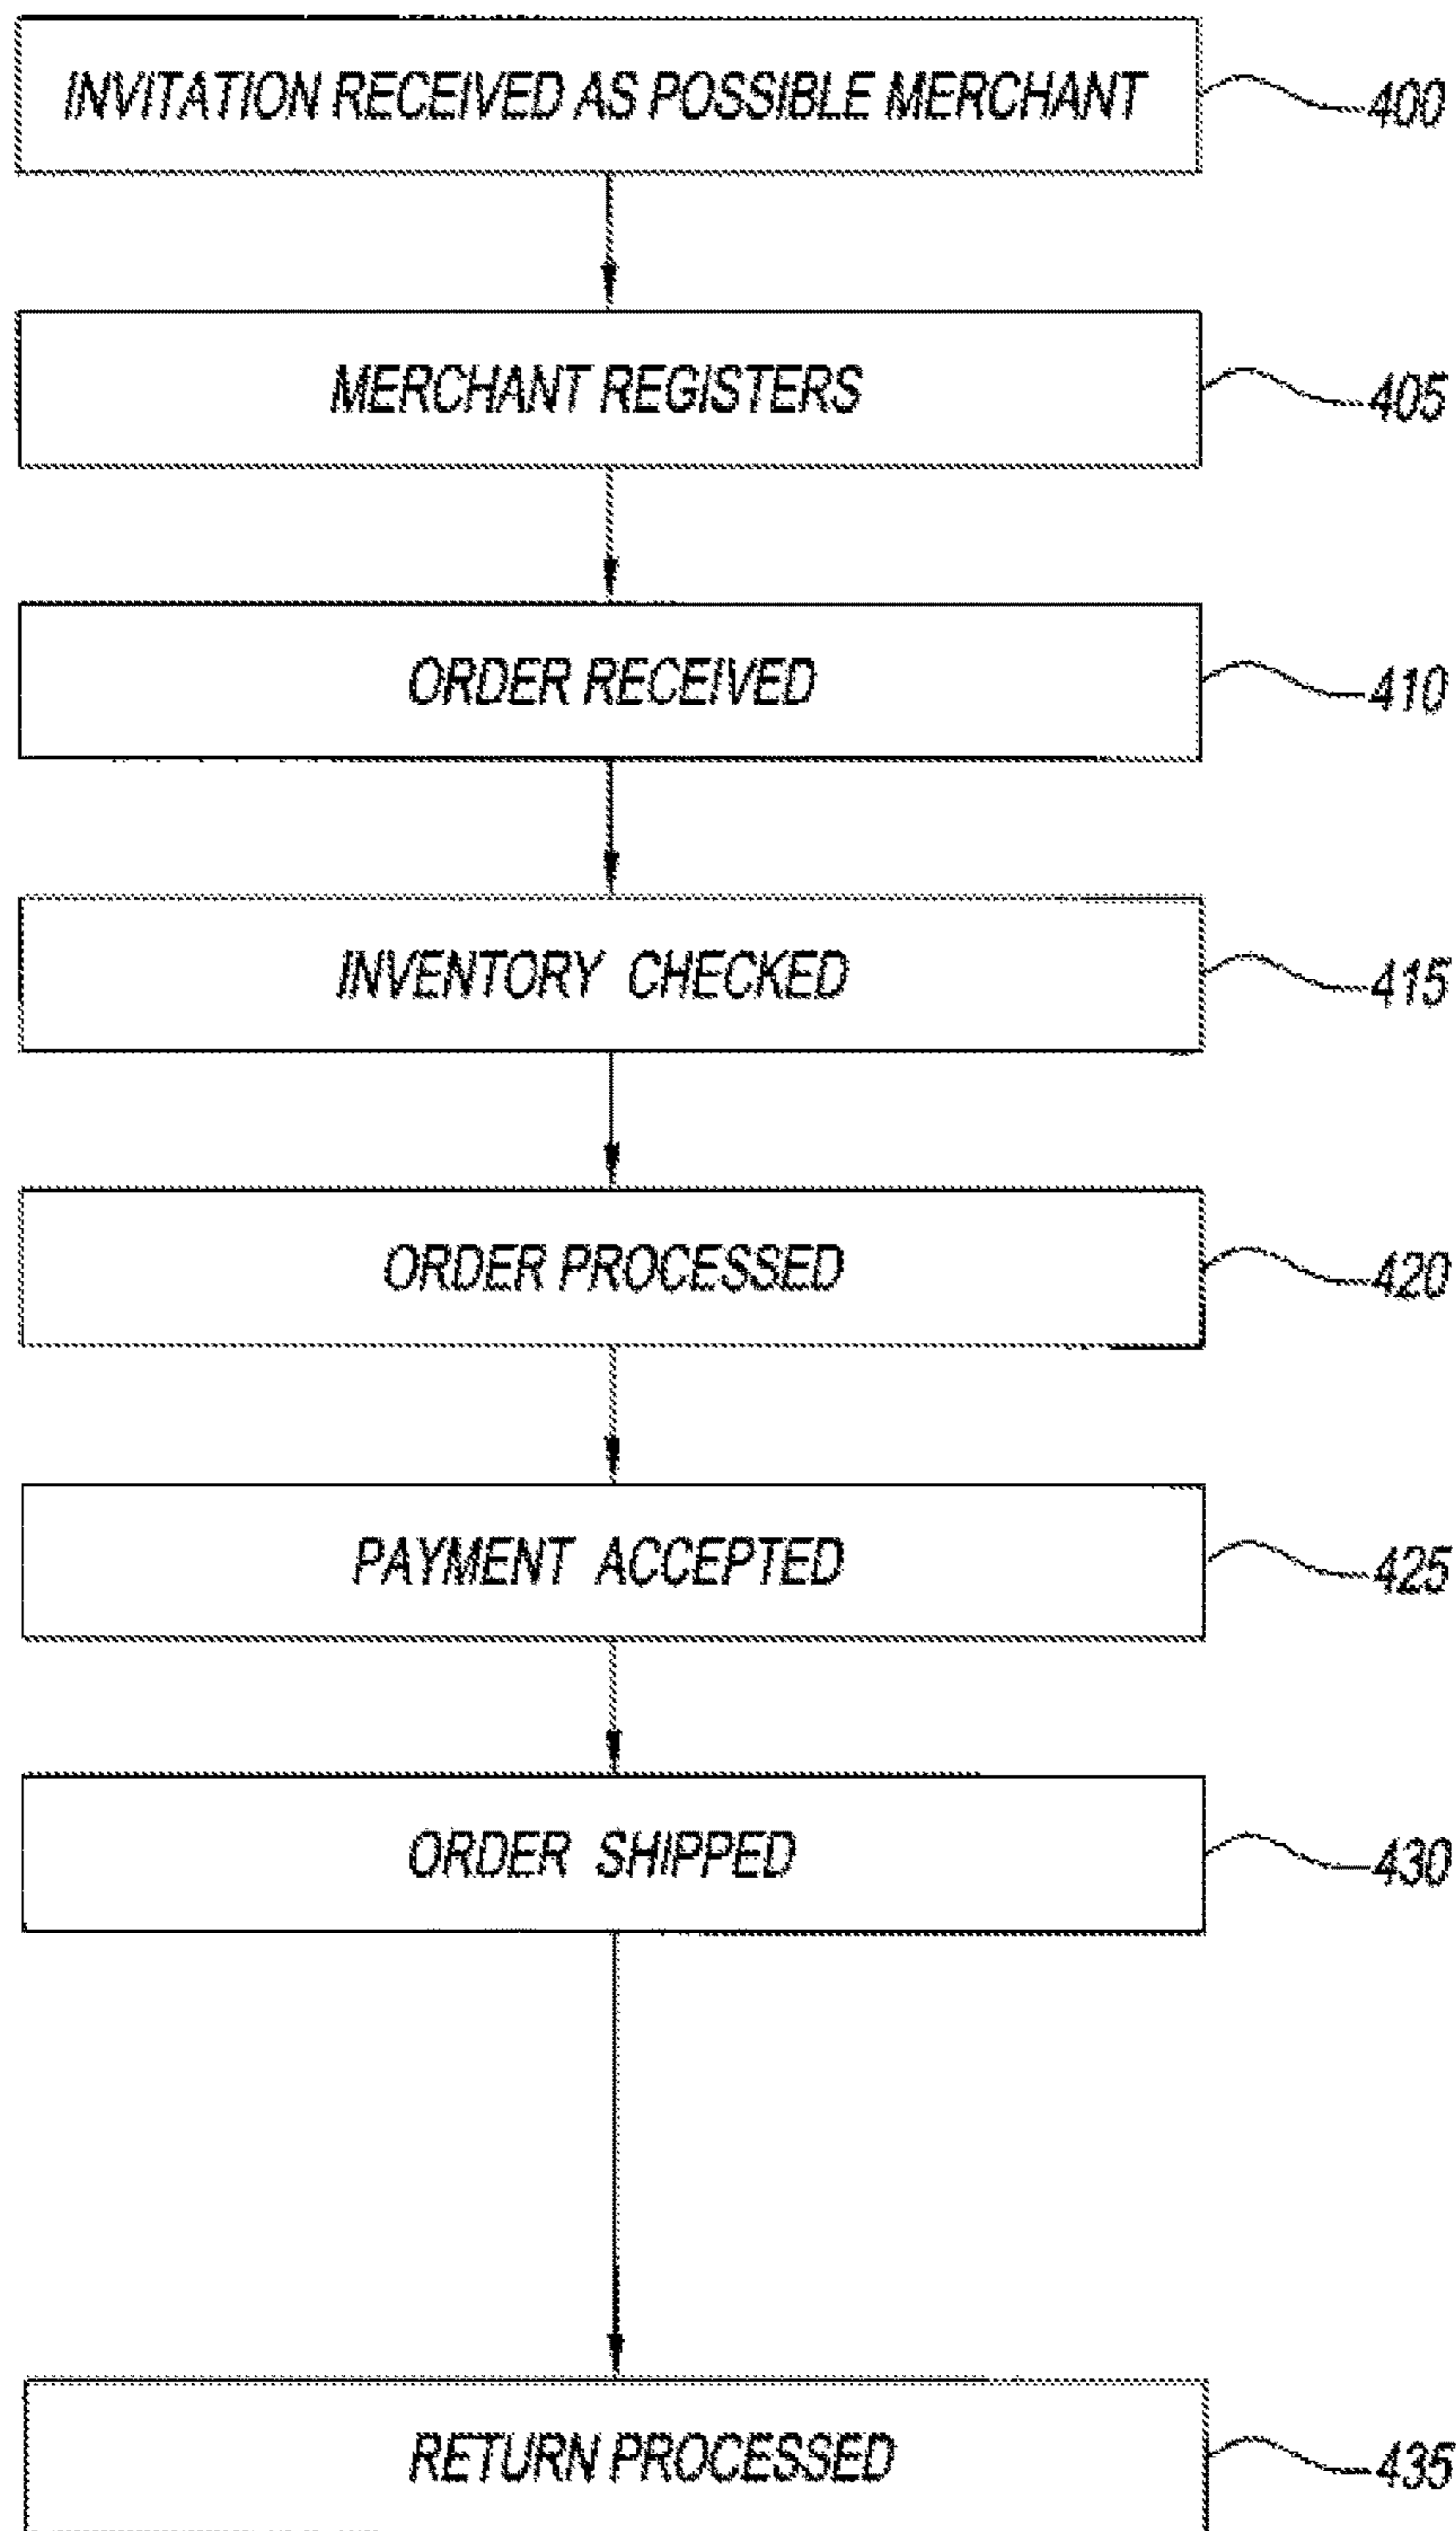 INVITATION RECEIVED AS POSSIBLE MERCHANT 400
MERCHANT REGISTERS 405
ORDER RECEIVED 410
INVENTORY CHECKED 415
ORDER PROCESSED 420
PAYMENT ACCEPTED 425
ORDER SHIPPED 430
RETURN PROCESSED 435